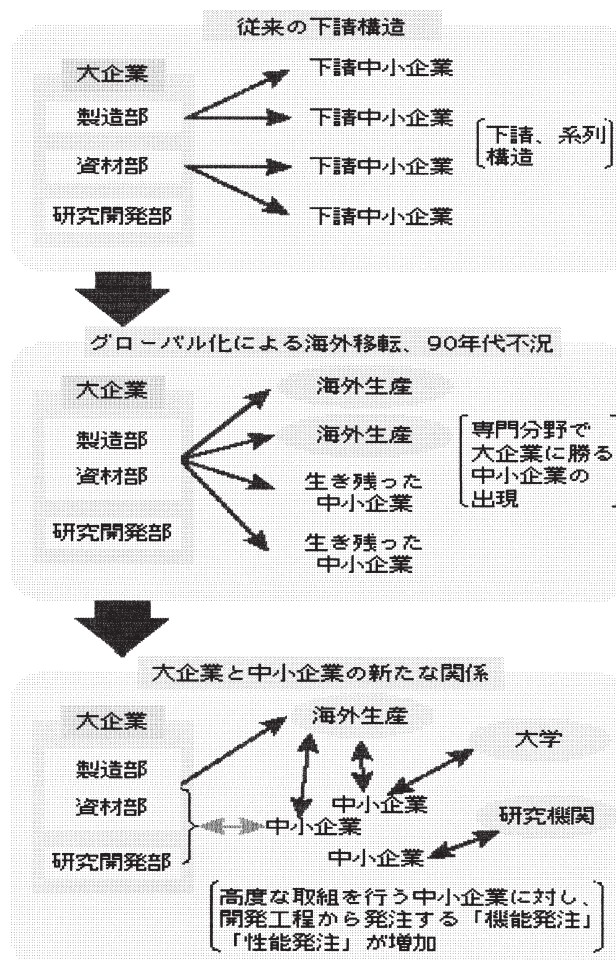 従来の下請構造
大企業
製造部
資材部
研究開発部
下請中小企業
下請中小企業
下請中小企業
下請中小企業
下請、系列
構造
グローバル化による海外移転、90年代不況
大企業
製造部
資材部
研究開発部
海外生産
海外生産
生き残った
中小企業
生き残った
中小企業
専門分野で
大企業に勝る
中小企業の
出現
大企業と中小企業の新たな関係
大企業
製造部
資材部
研究開発部
海外生産
大学
中小企業
中小企業
研究機関
中小企業
高度な取組を行う中小企業に対し、
開発工程から発注する「機能発注」
「性能発注」が増加